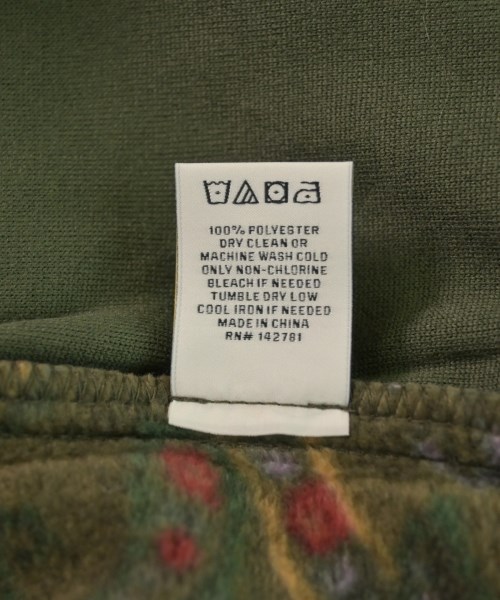 100% POLYESTER
DRY CLEAN OR
MACHINE WASH COLD
ONLY NON-CHLORINE
BLEACH IF NEEDED
TUMBLE DRY LOW
COOL IRON IF NEEDED
MADE IN CHINA
RN# 142781